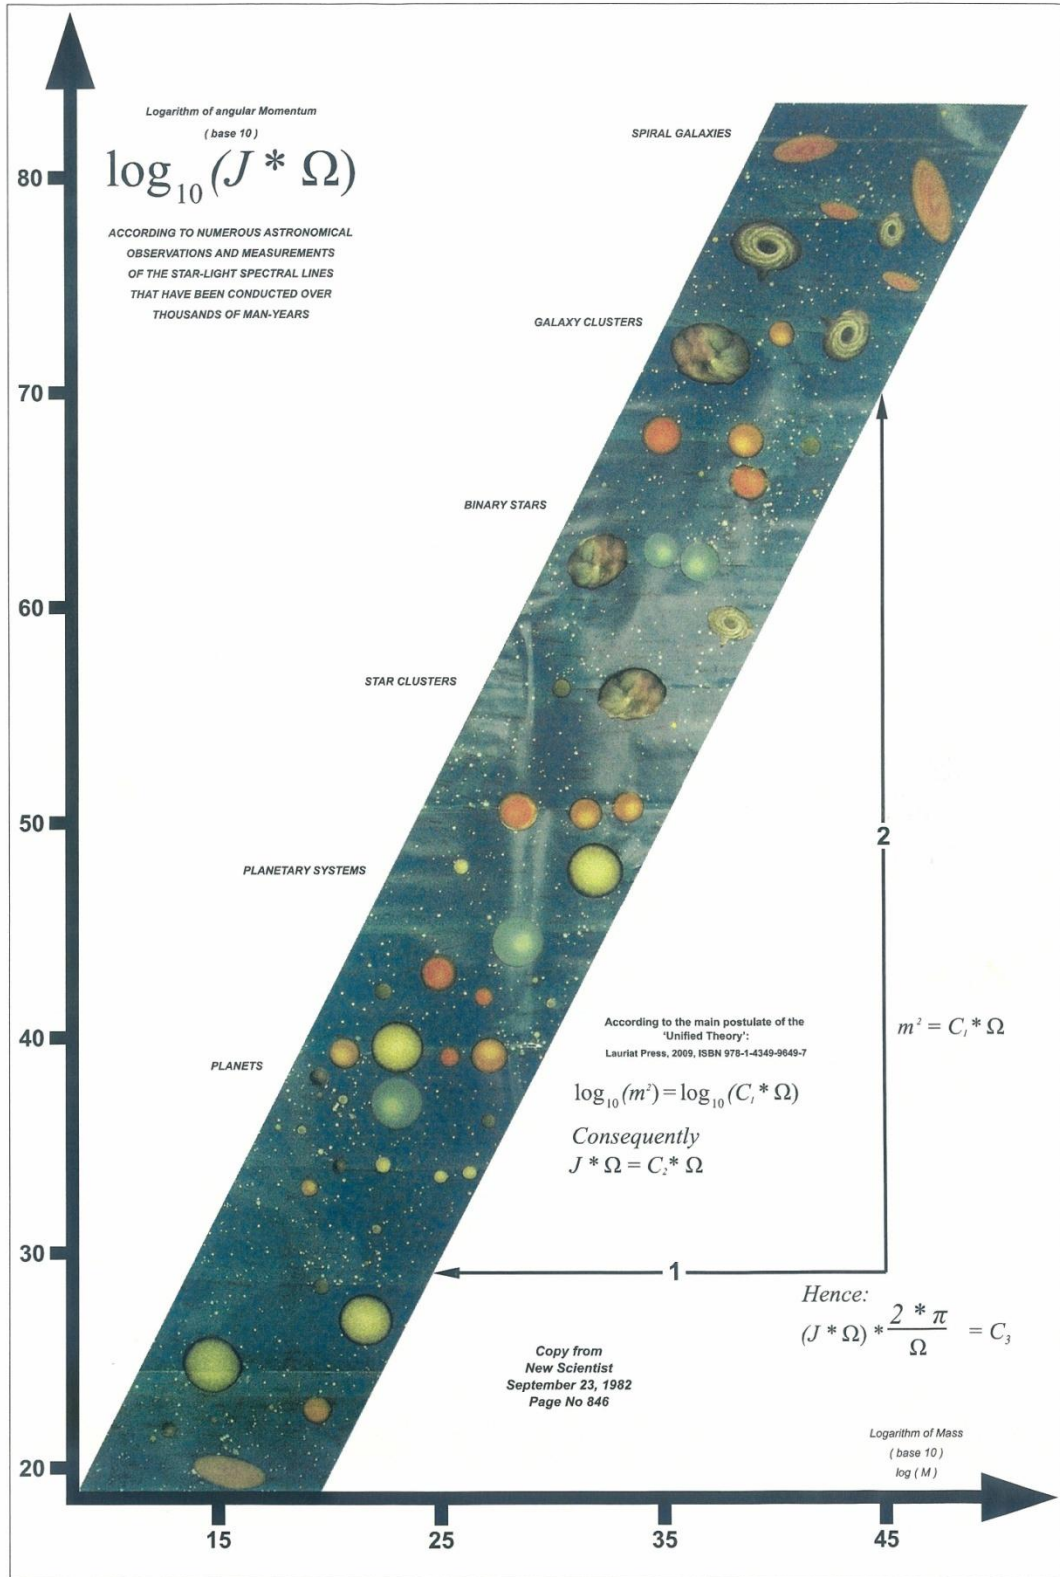 Logarithm of angular Momentum
( base 10 )
log₁₀ (J * Ω)
ACCORDING TO NUMEROUS ASTRONOMICAL
OBSERVATIONS AND MEASUREMENTS
OF THE STAR-LIGHT SPECTRAL LINES
THAT HAVE BEEN CONDUCTED OVER
THOUSANDS OF MAN-YEARS
SPIRAL GALAXIES
GALAXY CLUSTERS
BINARY STARS
STAR CLUSTERS
PLANETARY SYSTEMS
PLANETS
80
70
60
50
40
30
20
2
m² = C₁ * Ω
According to the main postulate of the
'Unified Theory':
Lauriat Press, 2009, ISBN 978-1-4349-9649-7
log₁₀ (m²) = log₁₀ (C₁ * Ω)
Consequently
J * Ω = C₂ * Ω
1
Hence:
(J * Ω) * 2 * π / Ω = C₃
Copy from
New Scientist
September 23, 1982
Page No 846
Logarithm of Mass
( base 10 )
log ( M )
15
25
35
45